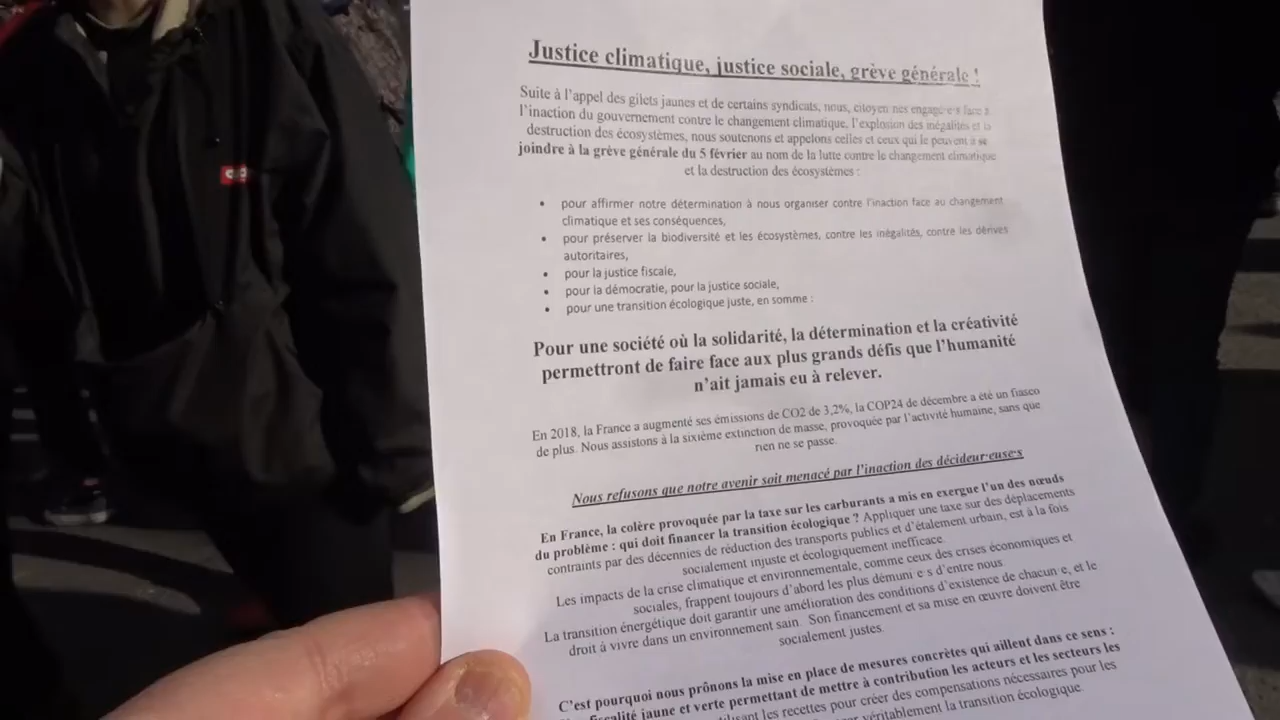 Justice climatique, justice sociale, grève générale !
Suite à l'appel des gilets jaunes et de certains syndicats, nous, citoyen·nes engagé·e·s face à
l'inaction du gouvernement contre le changement climatique, l'explosion des inégalités et la
destruction des écosystèmes, nous soutenons et appelons celles et ceux qui le peuvent à se
joindre à la grève générale du 5 février au nom de la lutte contre le changement climatique
et la destruction des écosystèmes :
• pour affirmer notre détermination à nous organiser contre l'inaction face au changement
climatique et ses conséquences,
• pour préserver la biodiversité et les écosystèmes, contre les inégalités, contre les dérives
autoritaires,
• pour la justice fiscale,
• pour la démocratie, pour la justice sociale,
• pour une transition écologique juste, en somme :
Pour une société où la solidarité, la détermination et la créativité
permettront de faire face aux plus grands défis que l'humanité
n'ait jamais eu à relever.
En 2018, la France a augmenté ses émissions de CO2 de 3,2%, la COP24 de décembre a été un fiasco
de plus. Nous assistons à la sixième extinction de masse, provoquée par l'activité humaine, sans que
rien ne se passe.
Nous refusons que notre avenir soit menacé par l'inaction des décideur·euse·s
En France, la colère provoquée par la taxe sur les carburants a mis en exergue l'un des nœuds
du problème : qui doit financer la transition écologique ? Appliquer une taxe sur des déplacements
contraints par des décennies de réduction des transports publics et d'étalement urbain, est à la fois
socialement injuste et écologiquement inefficace.
Les impacts de la crise climatique et environnementale, comme ceux des crises économiques et
sociales, frappent toujours d'abord les plus démuni·e·s d'entre nous.
La transition énergétique doit garantir une amélioration des conditions d'existence de chacun·e, et le
droit à vivre dans un environnement sain. Son financement et sa mise en œuvre doivent être
socialement justes.
C'est pourquoi nous prônons la mise en place de mesures concrètes qui aillent dans ce sens :
fiscalité jaune et verte permettant de mettre à contribution les acteurs et les secteurs les
les recettes pour créer des compensations nécessaires pour les
véritablement la transition écologique.